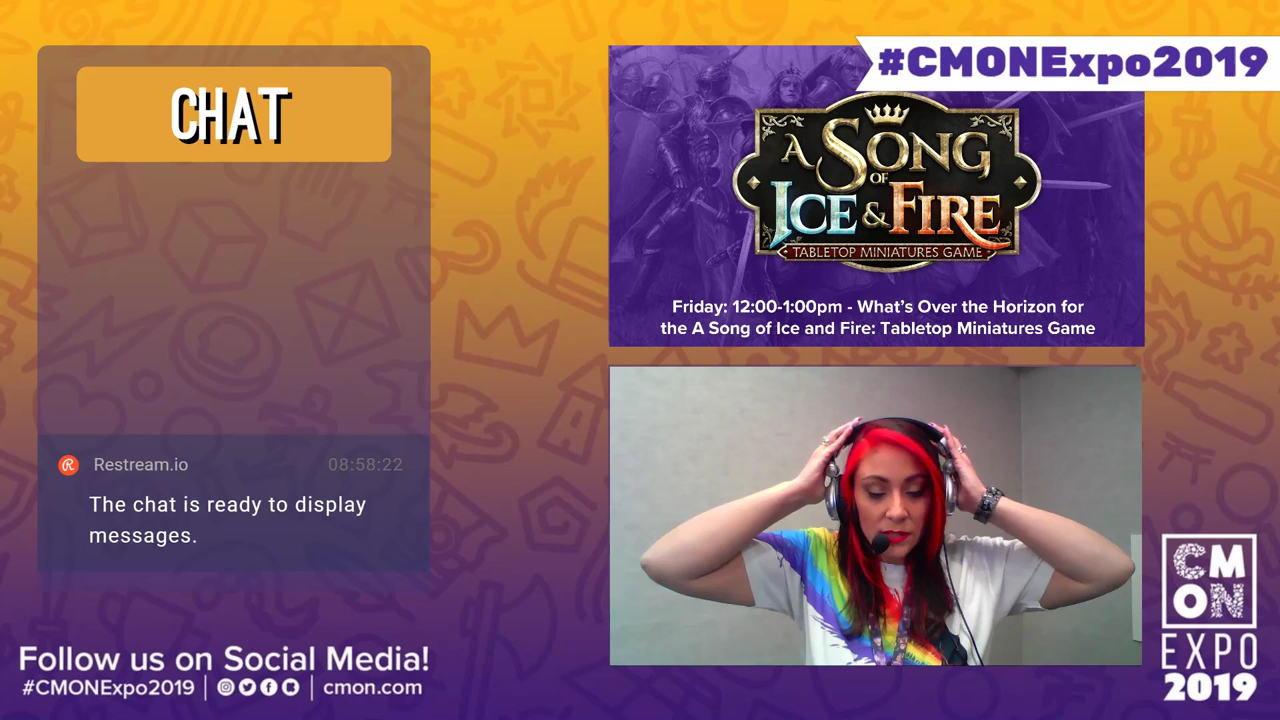 CHAT
Restream.io 08:58:22
The chat is ready to display
messages.
Follow us on Social Media!
#CMONExpo2019
cmon.com
#CMONExpo2019
A SONG
OF
ICE & FIRE
TABLETOP MINIATURES GAME
Friday: 12:00-1:00pm - What's Over the Horizon for
the A Song of Ice and Fire: Tabletop Miniatures Game
CM
ON
EXPO
2019